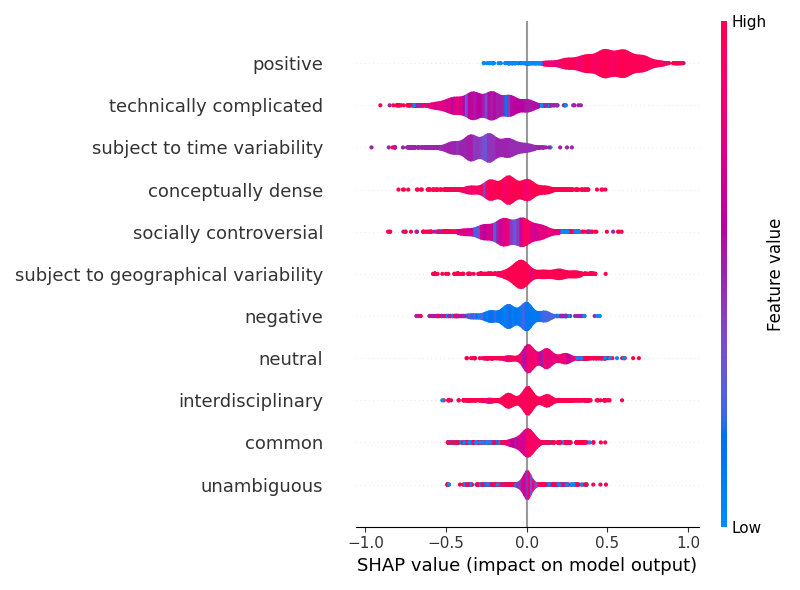 High
positive
technically complicated
subject to time variability
conceptually dense
socially controversial
subject to geographical variability
negative
neutral
interdisciplinary
common
unambiguous
Feature value
Low
−1.0 −0.5 0.0 0.5 1.0
SHAP value (impact on model output)